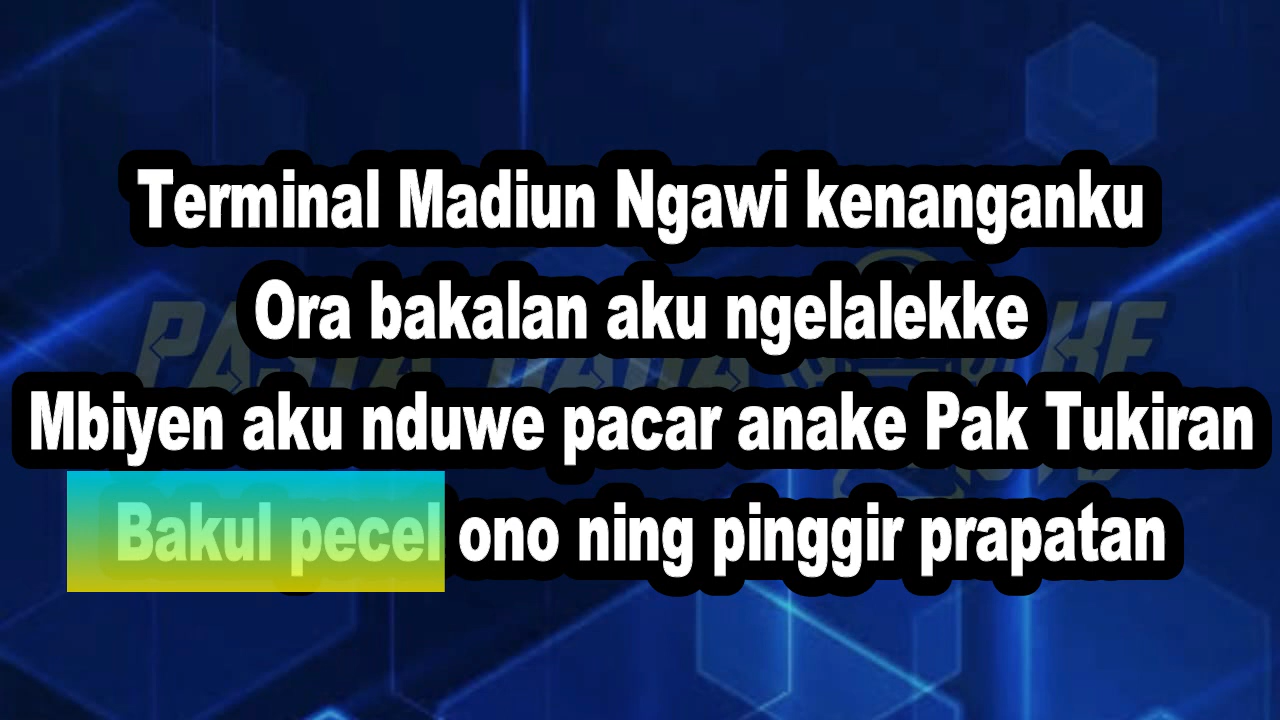 Terminal Madiun Ngawi kenanganku
Ora bakalan aku ngelalekke
Mbiyen aku nduwe pacar anake Pak Tukiran
Bakul pecel ono ning pinggir prapatan